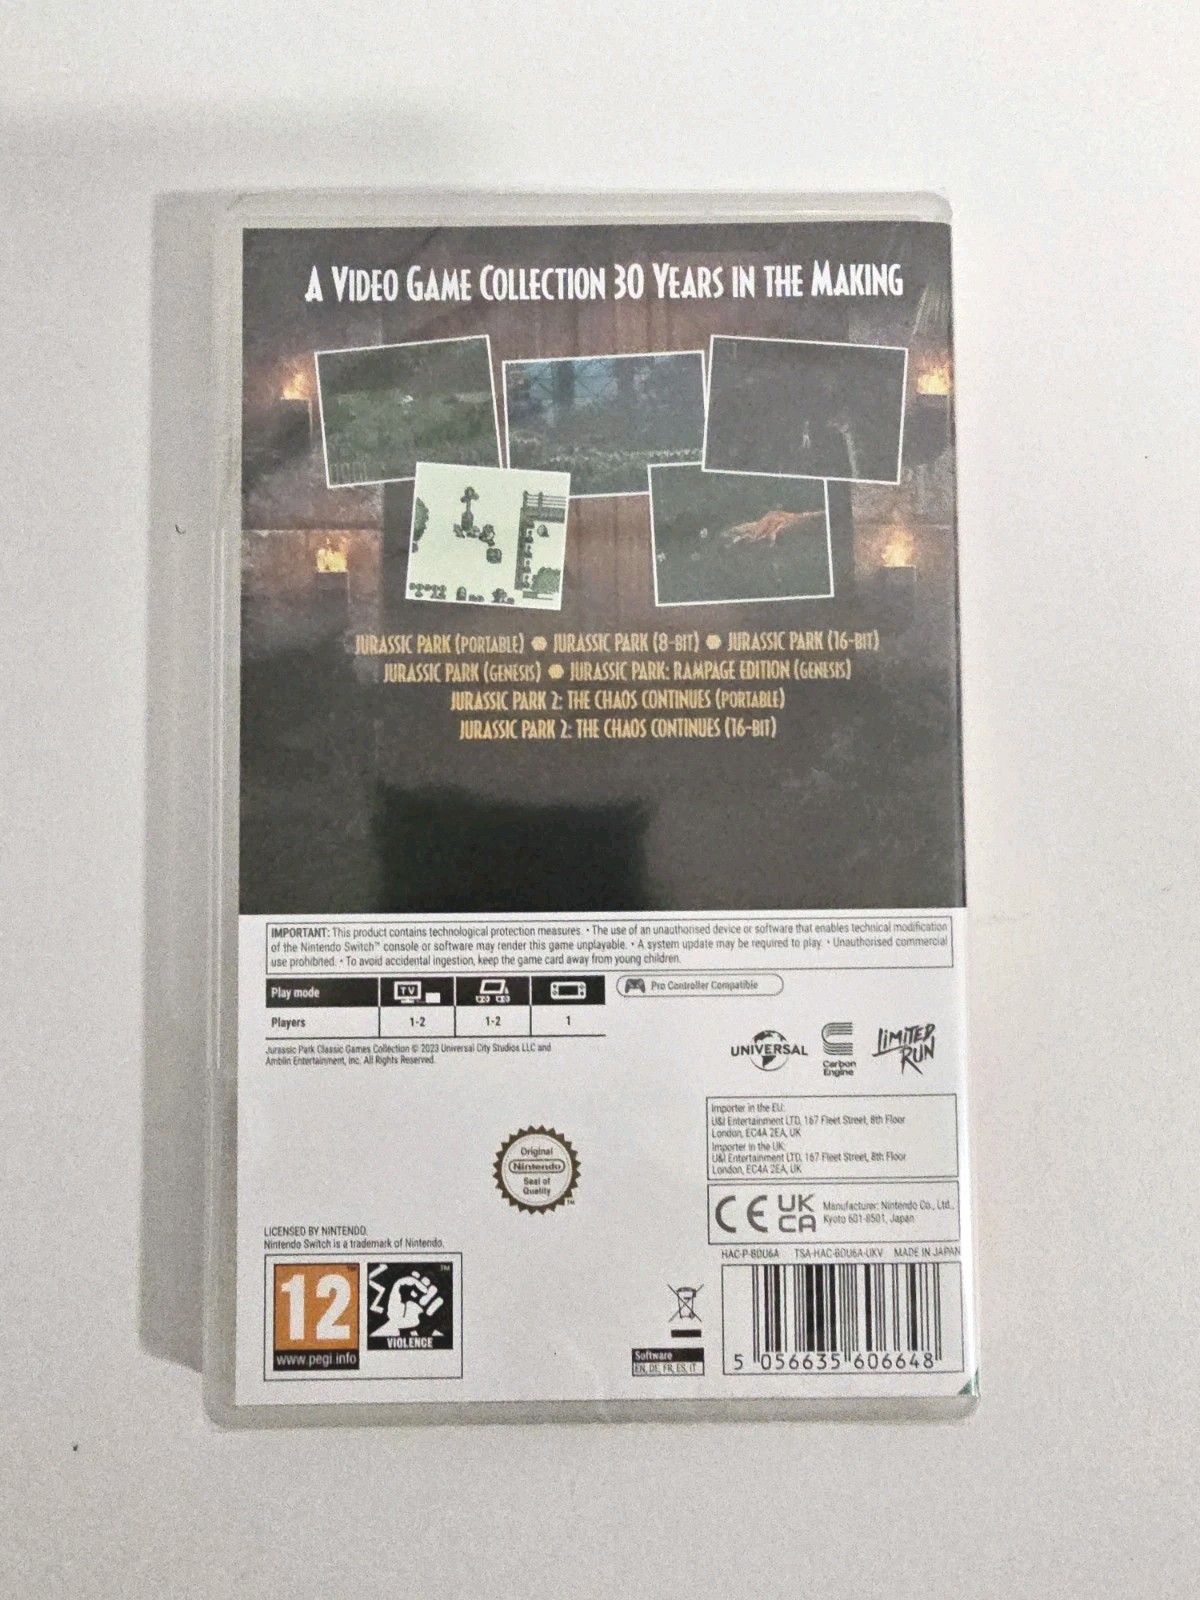 A VIDEO GAME COLLECTION 30 YEARS IN THE MAKING
JURASSIC PARK (PORTABLE) JURASSIC PARK (8-BIT) JURASSIC PARK (16-BIT)
JURASSIC PARK (GENESIS) JURASSIC PARK: RAMPAGE EDITION (GENESIS)
JURASSIC PARK 2: THE CHAOS CONTINUES (PORTABLE)
JURASSIC PARK 2: THE CHAOS CONTINUES (16-BIT)
IMPORTANT: This product contains technological protection measures. • The use of an unauthorised device or software that enables technical modification
of the Nintendo Switch™ console or software may render this game unplayable. • A system update may be required to play. • Unauthorised commercial
use prohibited. • To avoid accidental ingestion, keep the game card away from young children.
Play mode TV
Pro Controller Compatible
Players 1-2 1-2 1
Jurassic Park Classic Games Collection © 2023 Universal City Studios LLC and
Amblin Entertainment, Inc. All Rights Reserved.
UNIVERSAL
Carbon
Engine
LIMITED
RUN
Importer in the EU:
U&I Entertainment LTD, 167 Fleet Street, 8th Floor
London, EC4A 2EA, UK
Importer in the UK:
U&I Entertainment LTD, 167 Fleet Street, 8th Floor
London, EC4A 2EA, UK
Original
Nintendo
Seal of
Quality
TM
CE UK
CA
Manufacturer: Nintendo Co., Ltd.,
Kyoto 601-8501, Japan
LICENSED BY NINTENDO.
Nintendo Switch is a trademark of Nintendo.
HAC-P-BDU6A TSA-HAC-BDU6A-UKV MADE IN JAPAN
12
www.pegi.info
VIOLENCE
TM
Software
EN, DE, FR, ES, IT
5 056635 606648